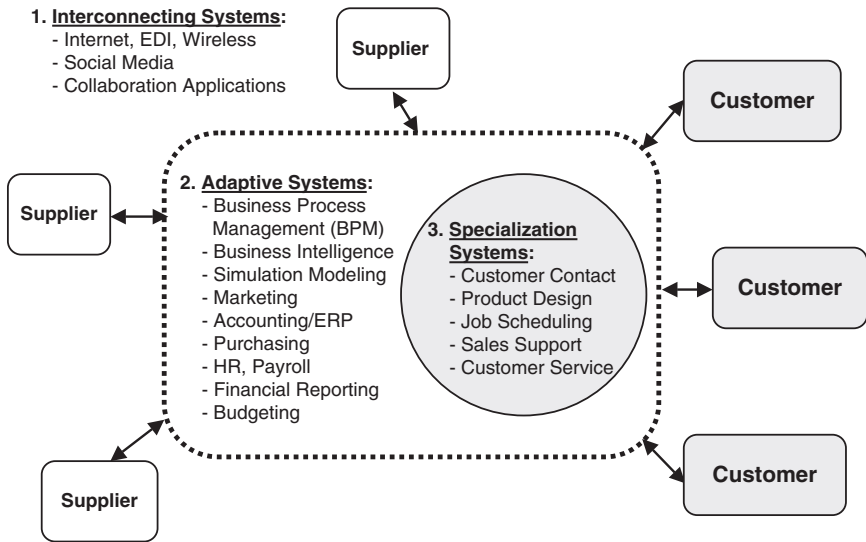 1. Interconnecting Systems:
- Internet, EDI, Wireless
- Social Media
- Collaboration Applications
Supplier
Customer
Supplier
2. Adaptive Systems:
- Business Process
Management (BPM)
- Business Intelligence
- Simulation Modeling
- Marketing
- Accounting/ERP
- Purchasing
- HR, Payroll
- Financial Reporting
- Budgeting
3. Specialization
Systems:
- Customer Contact
- Product Design
- Job Scheduling
- Sales Support
- Customer Service
Customer
Supplier
Customer